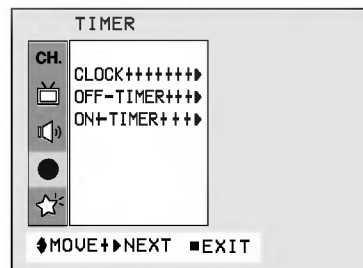 TIMER
CH.
CLOCK+++++++▶
OFF-TIMER+++▶
ON+TIMER+++▶
♦MOVE+▶NEXT ■EXIT